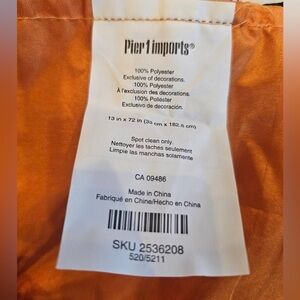 Pier 1 imports®
100% Polyester
Exclusive of decorations.
100% Polyester
À l'exclusion des decorations.
100% Poliéster
Exclusivo de decoración.
13 in x 72 in (33 cm x 182.8 cm)
Spot clean only.
Nettoyer les taches seulement
Limpie las manchas solamente
CA 09486
Made in China
Fabriqué en Chine/Hecho en China
SKU 2536208
520/5211